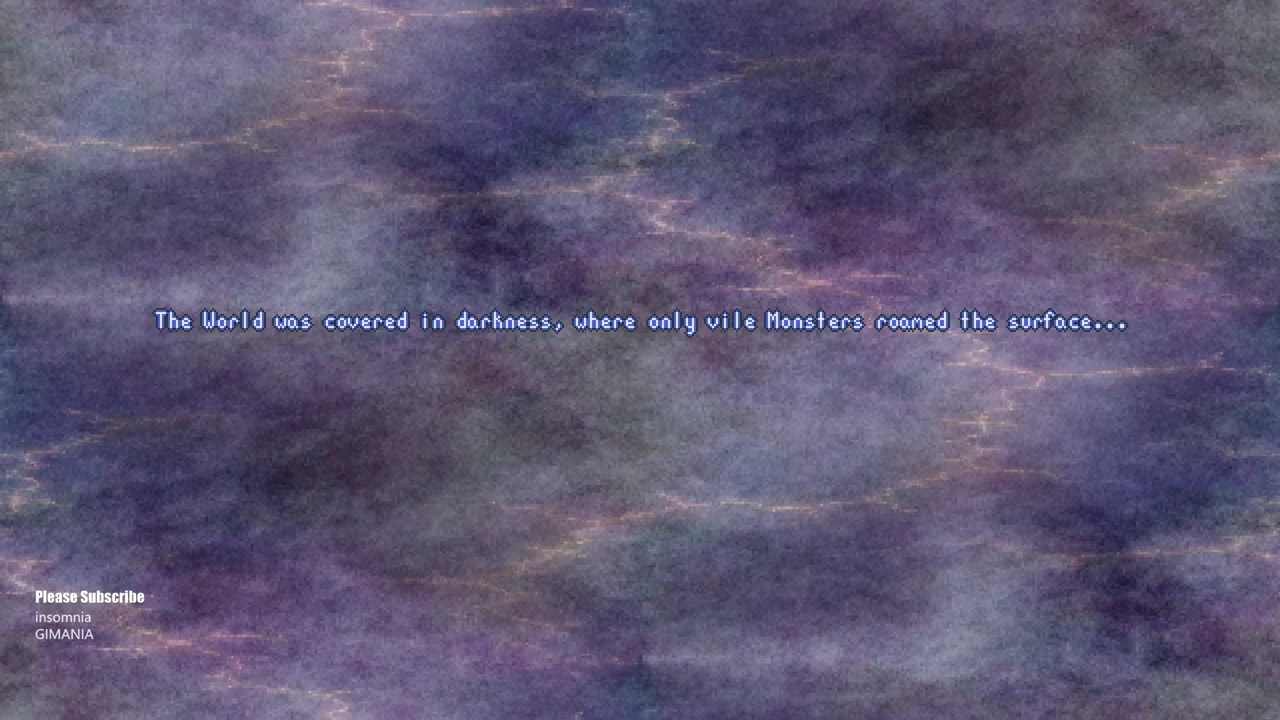 The World was covered in darkness, where only vile Monsters roamed the surface...
Please Subscribe
insomnia
GIMANIA